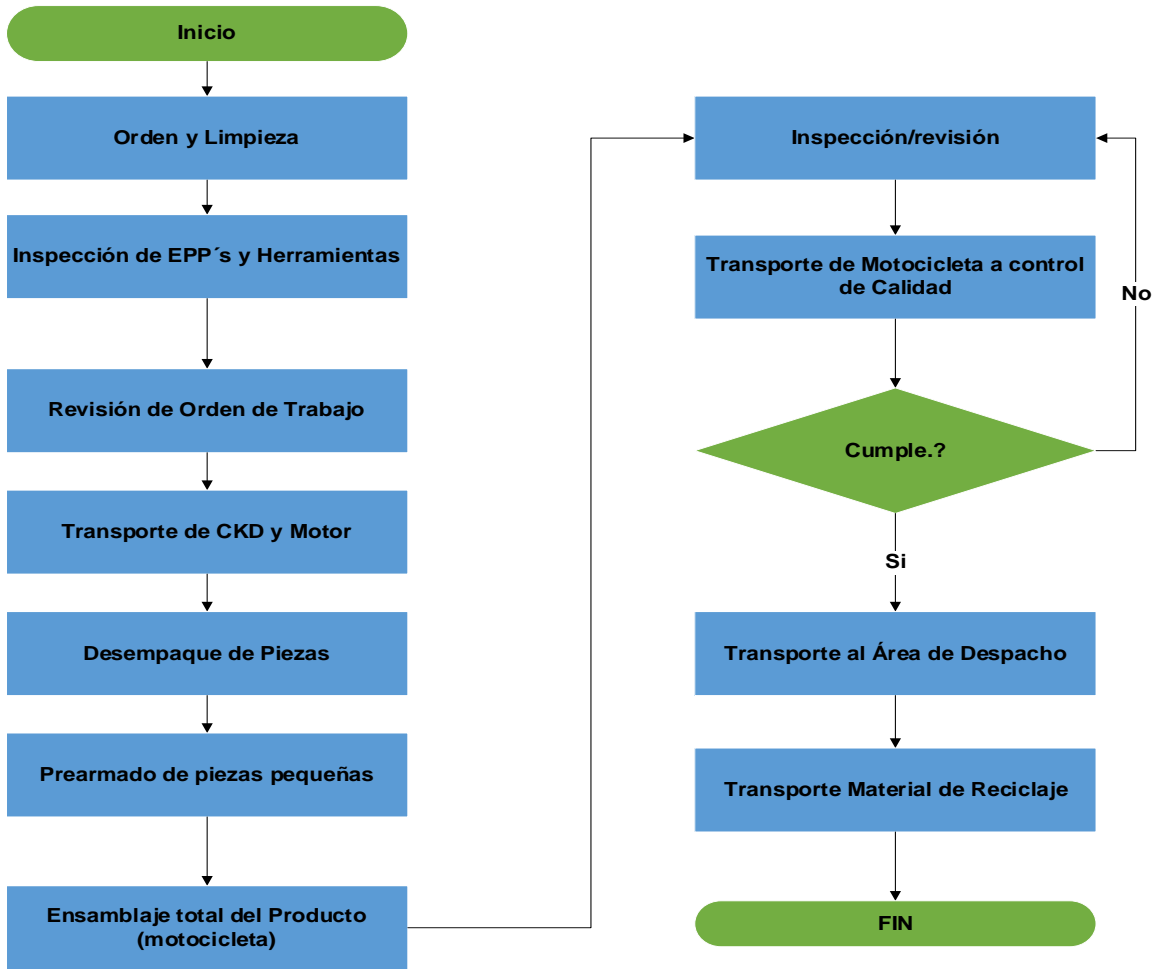 Inicio
Orden y Limpieza
Inspección de EPP´s y Herramientas
Revisión de Orden de Trabajo
Transporte de CKD y Motor
Desempaque de Piezas
Prearmado de piezas pequeñas
Ensamblaje total del Producto
(motocicleta)
Inspección/revisión
Transporte de Motocicleta a control
de Calidad
No
Cumple.?
Si
Transporte al Área de Despacho
Transporte Material de Reciclaje
FIN